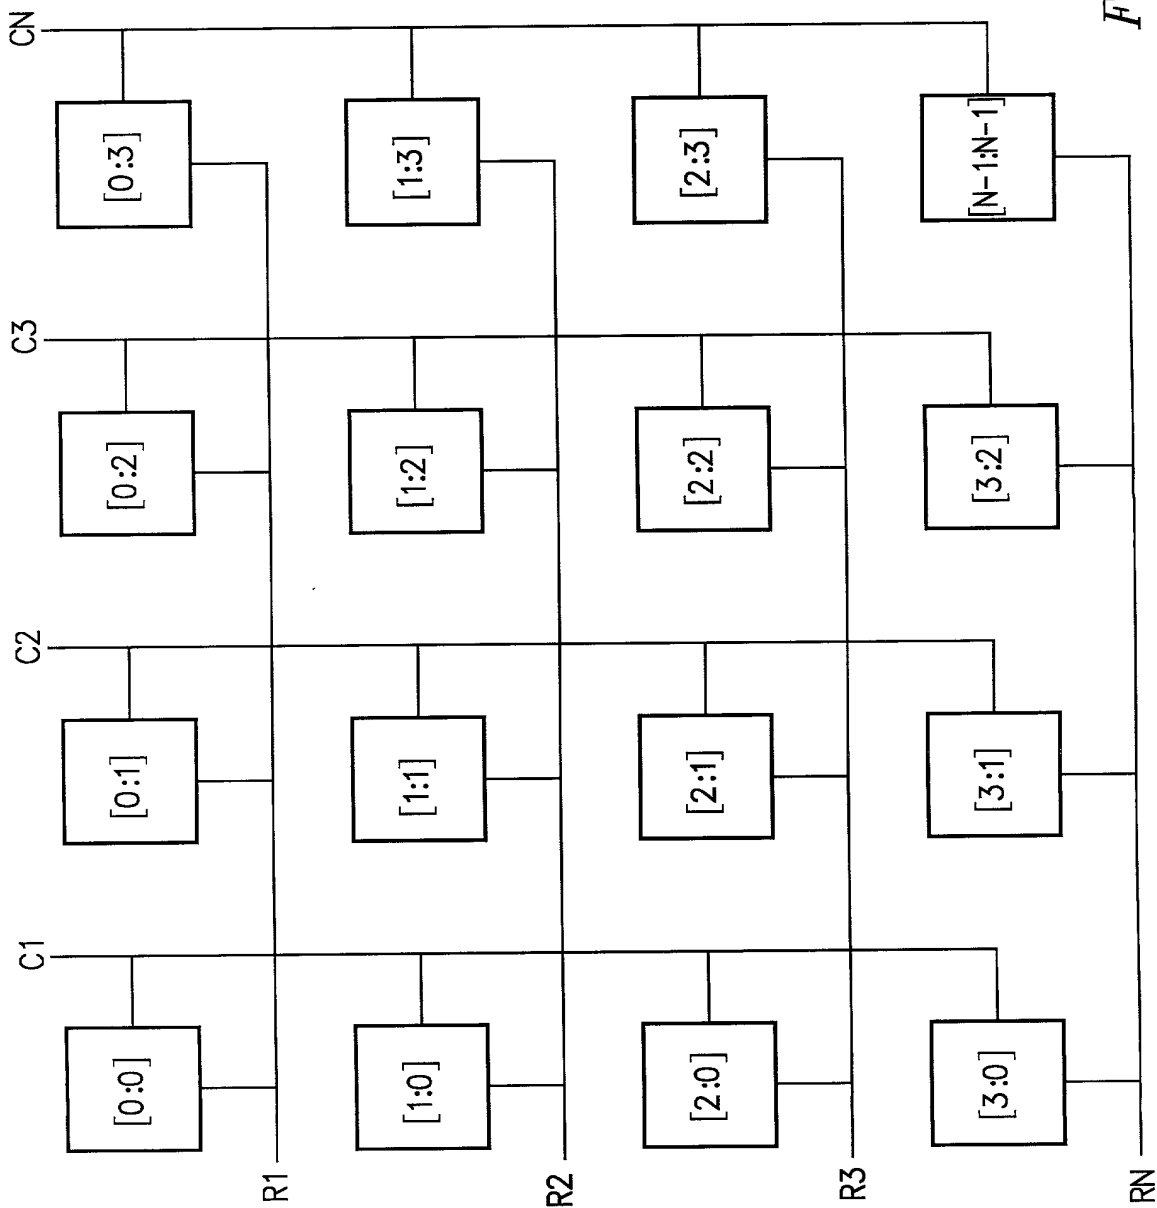 C1 C2 C3 CN
[0:0] [0:1] [0:2] [0:3]
R1
[1:0] [1:1] [1:2] [1:3]
R2
[2:0] [2:1] [2:2] [2:3]
R3
[3:0] [3:1] [3:2] [N-1:N-1]
RN
F